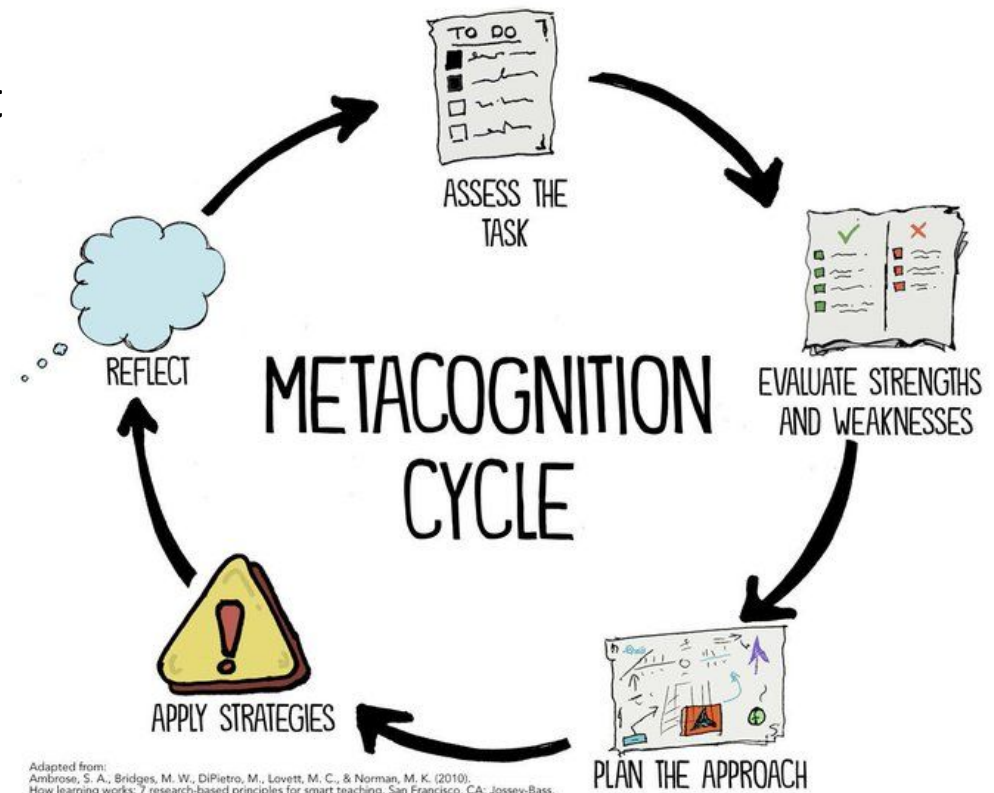 TO DO
ASSESS THE
TASK
EVALUATE STRENGTHS
AND WEAKNESSES
REFLECT
METACOGNITION
CYCLE
APPLY STRATEGIES
PLAN THE APPROACH
Adapted from:
Ambrose, S. A., Bridges, M. W., DiPietro, M., Lovett, M. C., & Norman, M. K. (2010).
How learning works: 7 research-based principles for smart teaching. San Francisco, CA: Jossey-Bass.